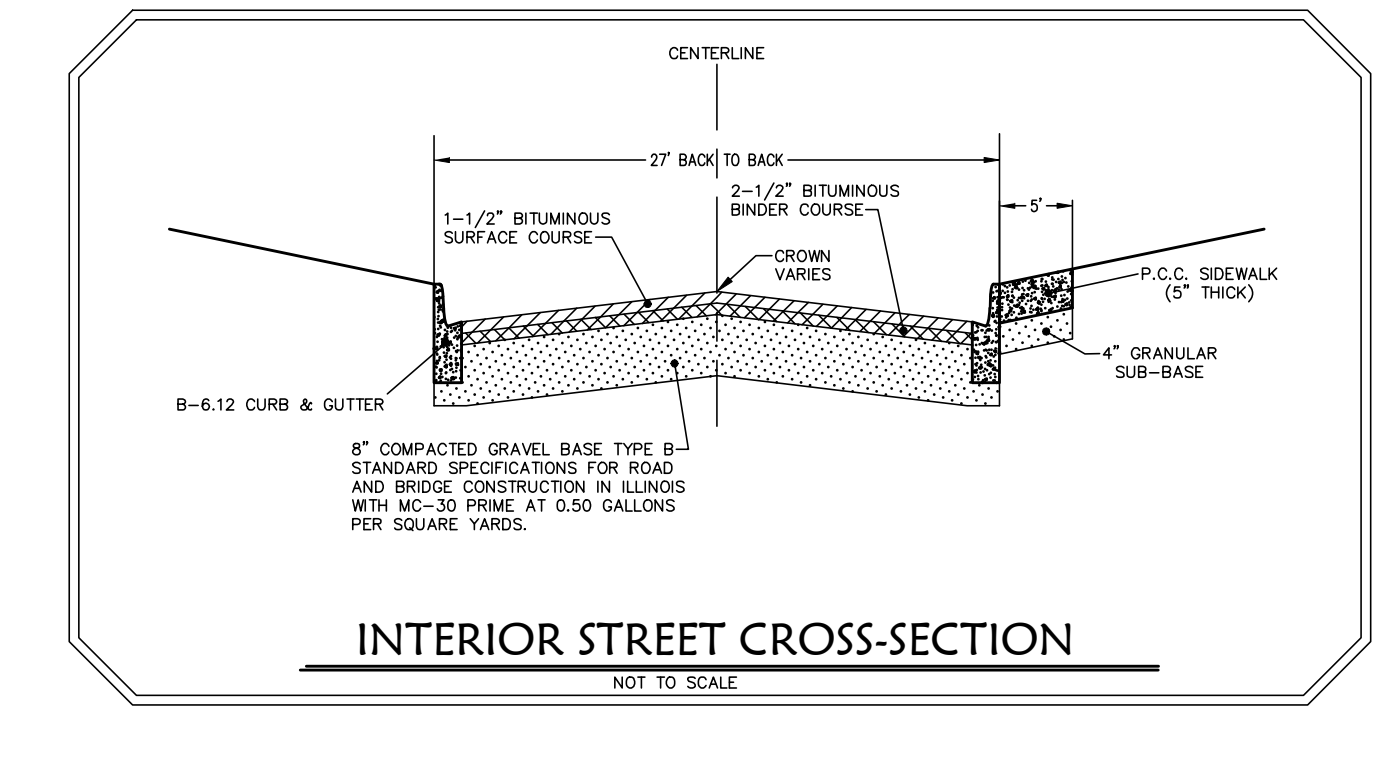 CENTERLINE
27' BACK TO BACK
2-1/2" BITUMINOUS
BINDER COURSE
5'
1-1/2" BITUMINOUS
SURFACE COURSE
CROWN
VARIES
P.C.C. SIDEWALK
(5" THICK)
4" GRANULAR
SUB-BASE
B-6.12 CURB & GUTTER
8" COMPACTED GRAVEL BASE TYPE B
STANDARD SPECIFICATIONS FOR ROAD
AND BRIDGE CONSTRUCTION IN ILLINOIS
WITH MC-30 PRIME AT 0.50 GALLONS
PER SQUARE YARDS.
INTERIOR STREET CROSS-SECTION
NOT TO SCALE